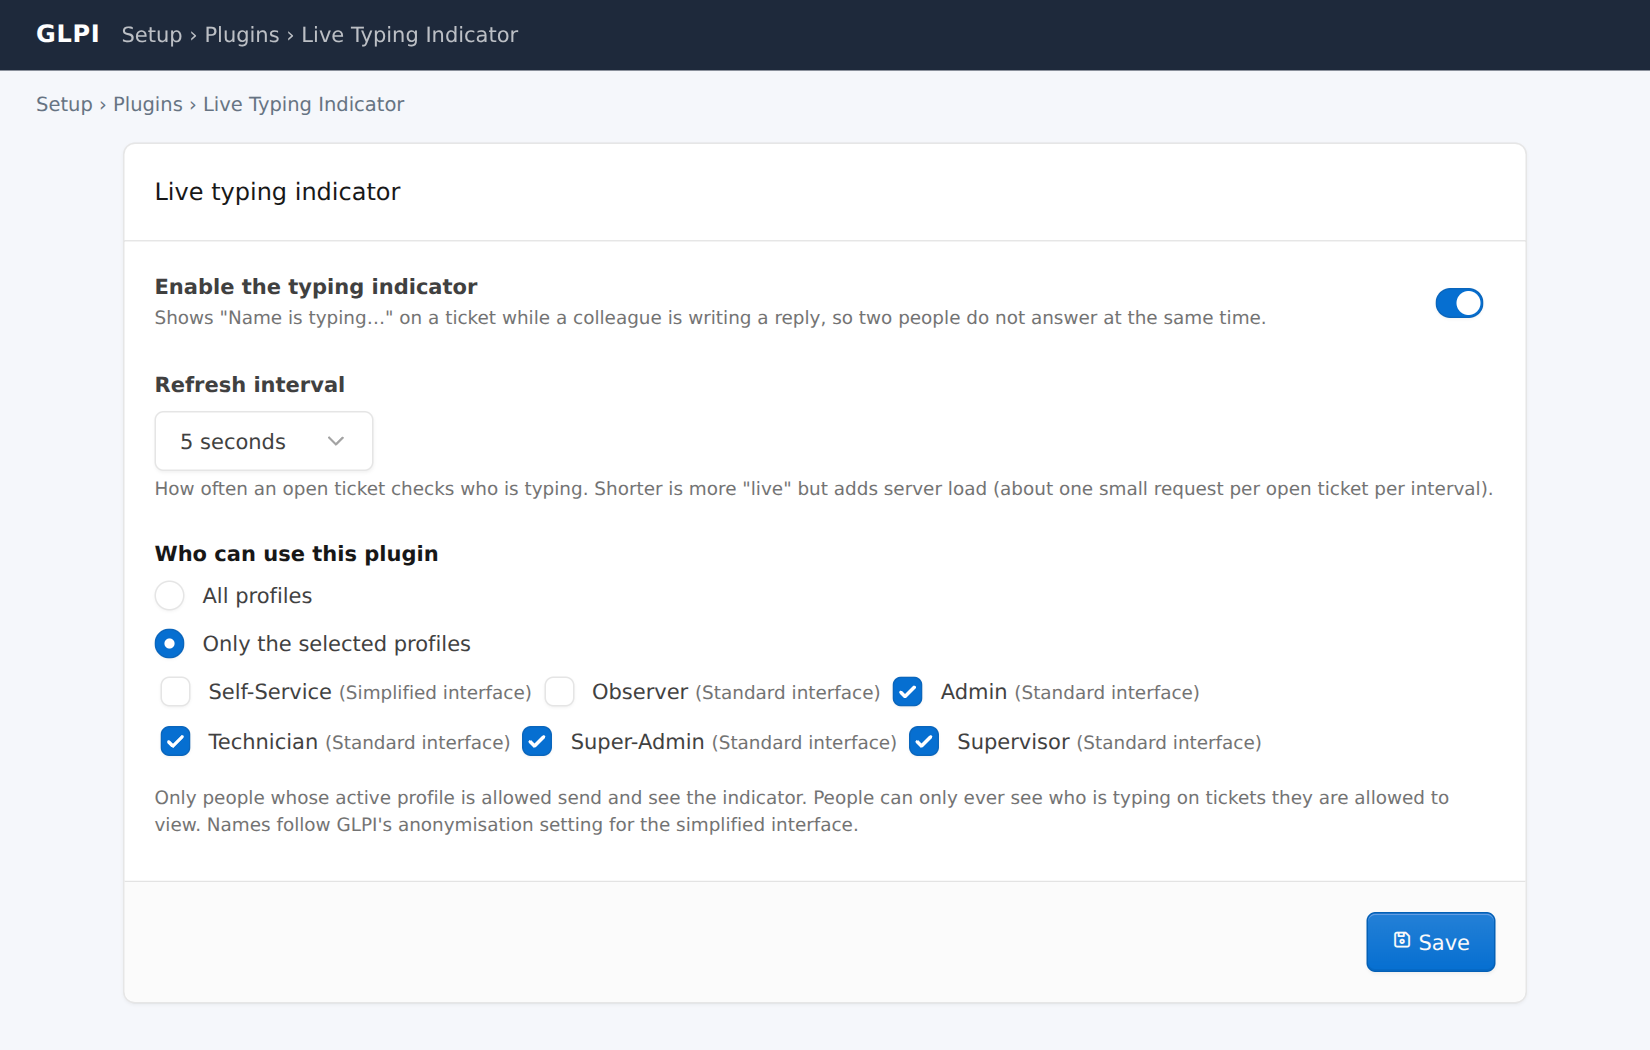 GLPI Setup › Plugins › Live Typing Indicator
Setup › Plugins › Live Typing Indicator
Live typing indicator
Enable the typing indicator
Shows "Name is typing…" on a ticket while a colleague is writing a reply, so two people do not answer at the same time.
Refresh interval
5 seconds
How often an open ticket checks who is typing. Shorter is more "live" but adds server load (about one small request per open ticket per interval).
Who can use this plugin
All profiles
Only the selected profiles
Self-Service (Simplified interface) Observer (Standard interface) Admin (Standard interface)
Technician (Standard interface) Super-Admin (Standard interface) Supervisor (Standard interface)
Only people whose active profile is allowed send and see the indicator. People can only ever see who is typing on tickets they are allowed to
view. Names follow GLPI's anonymisation setting for the simplified interface.
Save